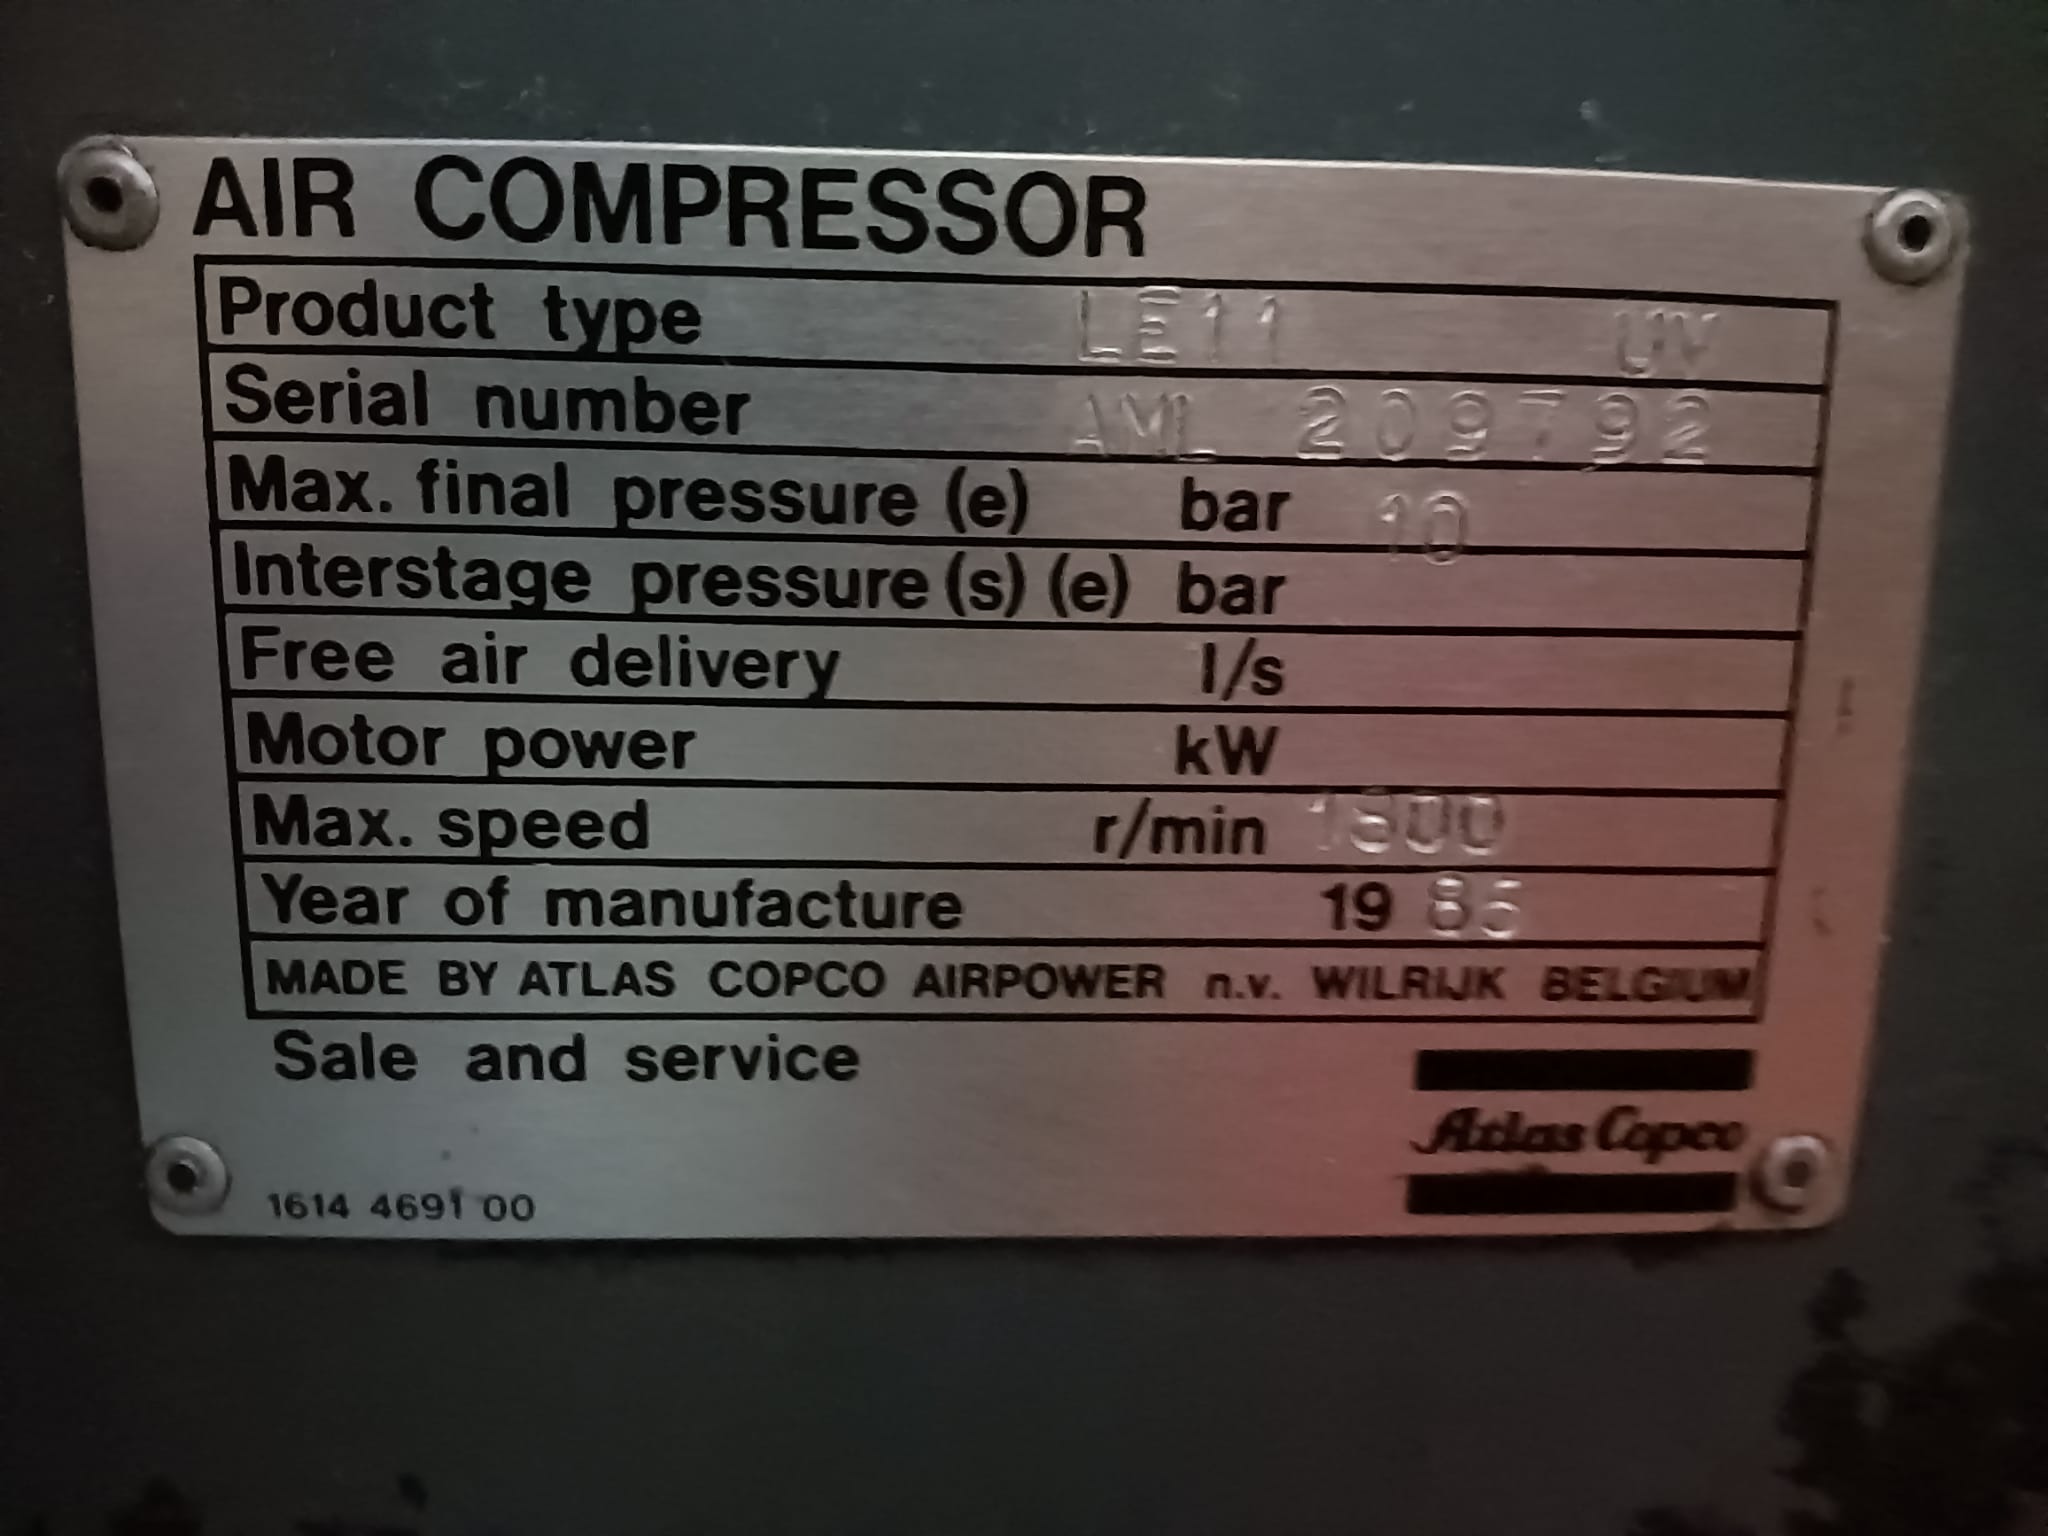 AIR COMPRESSOR
Product type LE11 UV
Serial number AML 209792
Max. final pressure (e) bar 10
Interstage pressure (s) (e) bar
Free air delivery l/s
Motor power kW
Max. speed r/min 1800
Year of manufacture 19 85
MADE BY ATLAS COPCO AIRPOWER n.v. WILRIJK BELGIUM
Sale and service
Atlas Copco
1614 4691 00